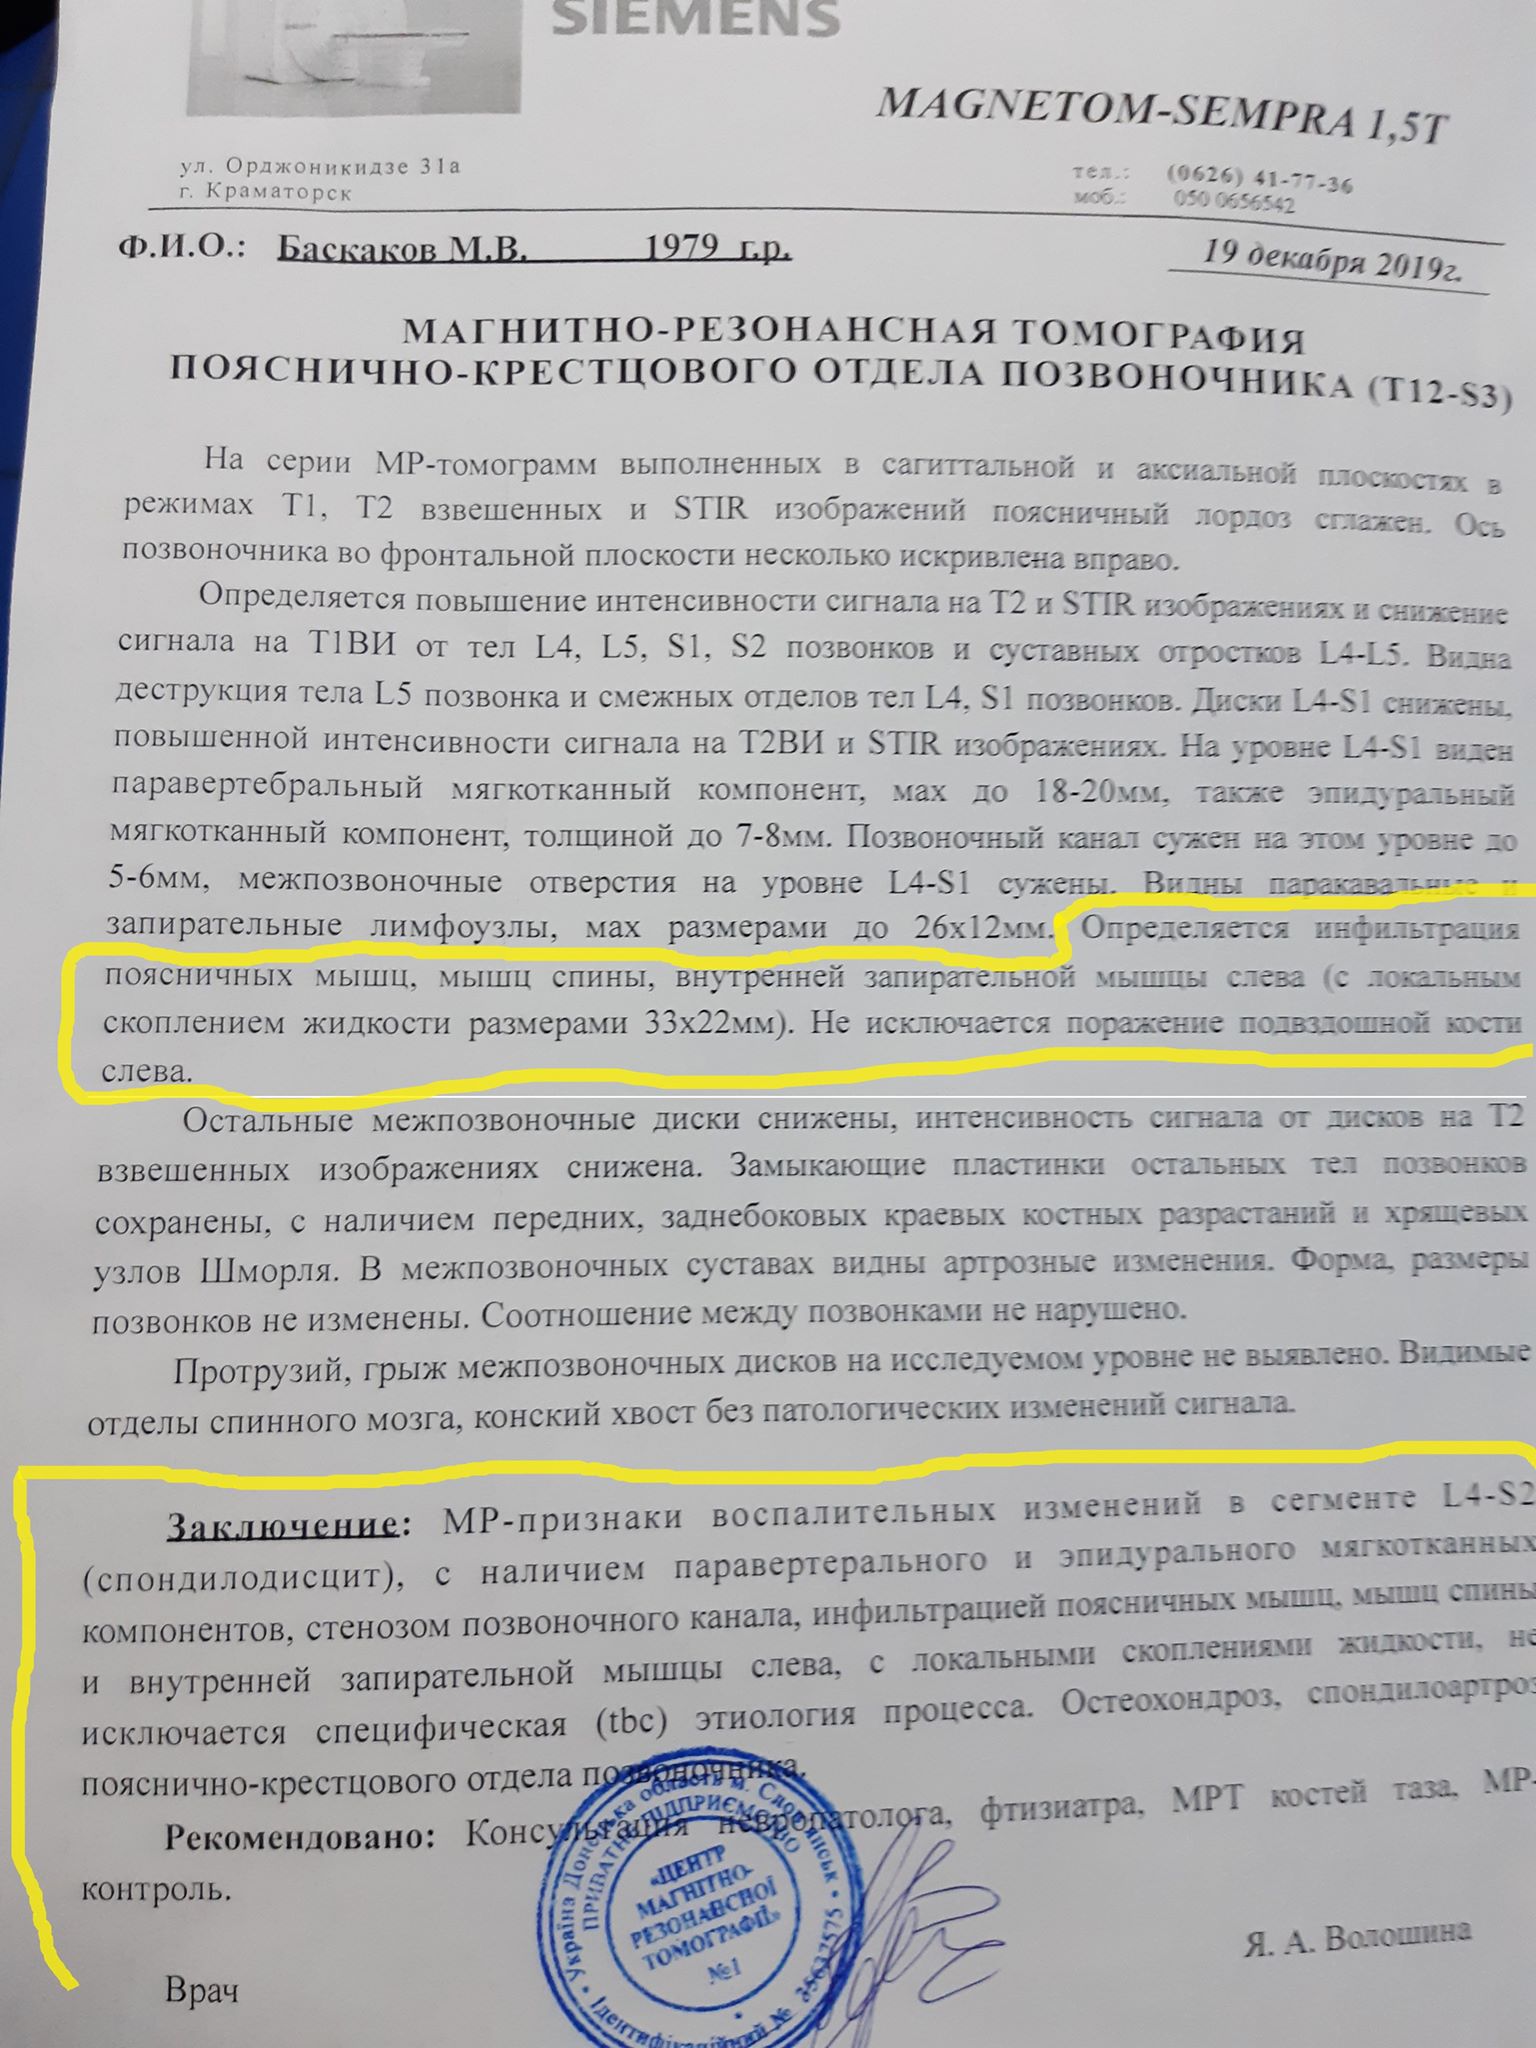 SIEMENS
MAGNETOM-SEMPRA 1,5T
ул. Орджоникидзе 31а
г. Краматорск
тел.: (0626) 41-77-36
моб.: 050 0656542
Ф.И.О.: Баскаков М.В. 1979 г.р.
19 декабря 2019г.
МАГНИТНО-РЕЗОНАНСНАЯ ТОМОГРАФИЯ
ПОЯСНИЧНО-КРЕСТЦОВОГО ОТДЕЛА ПОЗВОНОЧНИКА (T12-S3)
На серии МР-томограмм выполненных в сагиттальной и аксиальной плоскостях в
режимах Т1, Т2 взвешенных и STIR изображений поясничный лордоз сглажен. Ось
позвоночника во фронтальной плоскости несколько искривлена вправо.
Определяется повышение интенсивности сигнала на Т2 и STIR изображениях и снижение
сигнала на Т1ВИ от тел L4, L5, S1, S2 позвонков и суставных отростков L4-L5. Видна
деструкция тела L5 позвонка и смежных отделов тел L4, S1 позвонков. Диски L4-S1 снижены,
повышенной интенсивности сигнала на Т2ВИ и STIR изображениях. На уровне L4-S1 виден
паравертебральный мягкотканный компонент, мах до 18-20мм, также эпидуральный
мягкотканный компонент, толщиной до 7-8мм. Позвоночный канал сужен на этом уровне до
5-6мм, межпозвоночные отверстия на уровне L4-S1 сужены. Видны паракавальные и
запирательные лимфоузлы, мах размерами до 26х12мм. Определяется инфильтрация
поясничных мышц, мышц спины, внутренней запирательной мышцы слева (с локальным
скоплением жидкости размерами 33х22мм). Не исключается поражение подвздошной кости
слева.
Остальные межпозвоночные диски снижены, интенсивность сигнала от дисков на Т2
взвешенных изображениях снижена. Замыкающие пластинки остальных тел позвонков
сохранены, с наличием передних, заднебоковых краевых костных разрастаний и хрящевых
узлов Шморля. В межпозвоночных суставах видны артрозные изменения. Форма, размеры
позвонков не изменены. Соотношение между позвонками не нарушено.
Протрузий, грыж межпозвоночных дисков на исследуемом уровне не выявлено. Видимые
отделы спинного мозга, конский хвост без патологических изменений сигнала.
Заключение: МР-признаки воспалительных изменений в сегменте L4-S2
(спондилодисцит), с наличием паравертерального и эпидурального мягкотканных
компонентов, стенозом позвоночного канала, инфильтрацией поясничных мышц, мышц спины
и внутренней запирательной мышцы слева, с локальными скоплениями жидкости, не
исключается специфическая (tbc) этиология процесса. Остеохондроз, спондилоартроз
пояснично-крестцового отдела позвоночника.
Рекомендовано: Консультация невропатолога, фтизиатра, МРТ костей таза, МР-
контроль.
Врач
Я. А. Волошина
Україна Донецька область м. Слов'янськ
ПРИВАТНЕ ПІДПРИЄМСТВО
«ЦЕНТР
МАГНІТНО-
РЕЗОНАНСНОЇ
ТОМОГРАФІЇ»
№1
Ідентифікаційний №